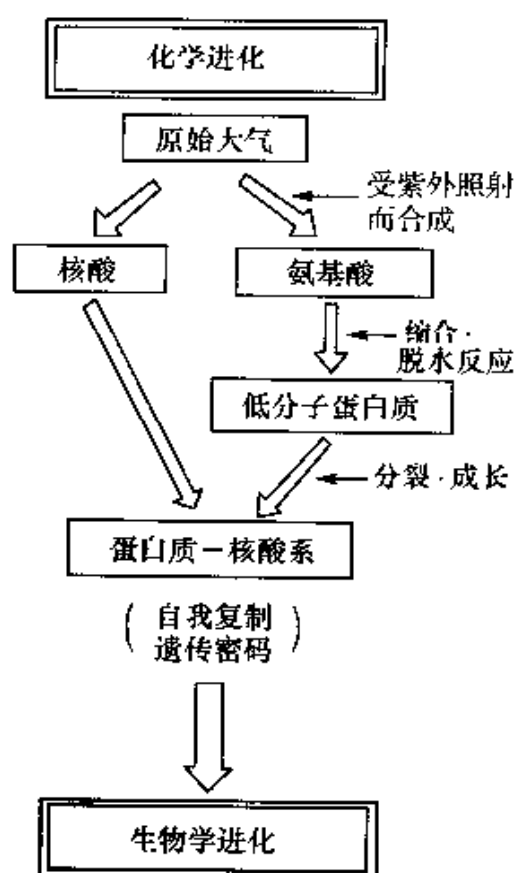 化学进化
原始大气
受紫外照射
而合成
核酸
氨基酸
缩合·
脱水反应
低分子蛋白质
分裂·成长
蛋白质－核酸系
(自我复制
遗传密码)
生物学进化